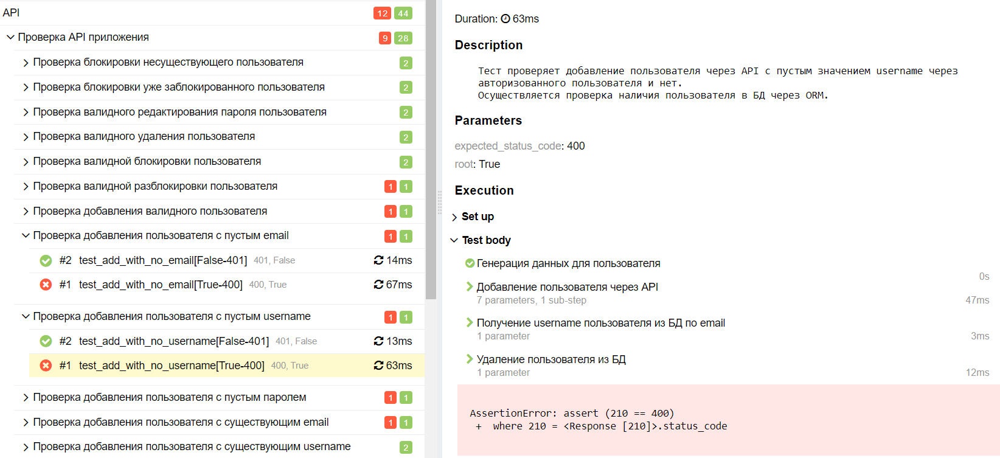 API 12 44
Проверка API приложения 9 28
Проверка блокировки несуществующего пользователя 2
Проверка блокировки уже заблокированного пользователя 2
Проверка валидного редактирования пароля пользователя 2
Проверка валидного удаления пользователя 2
Проверка валидной блокировки пользователя 2
Проверка валидной разблокировки пользователя 1 1
Проверка добавления валидного пользователя 1 1
Проверка добавления пользователя с пустым email 1 1
#2 test_add_with_no_email[False-401] 401, False 14ms
#1 test_add_with_no_email[True-400] 400, True 67ms
Проверка добавления пользователя с пустым username 1 1
#2 test_add_with_no_username[False-401] 401, False 13ms
#1 test_add_with_no_username[True-400] 400, True 63ms
Проверка добавления пользователя с пустым паролем 1 1
Проверка добавления пользователя с существующим email 1 1
Проверка добавления пользователя с существующим username 2
Duration: 63ms
Description
Тест проверяет добавление пользователя через API с пустым значением username через
авторизованного пользователя и нет.
Осуществляется проверка наличия пользователя в БД через ORM.
Parameters
expected_status_code: 400
root: True
Execution
Set up
Test body
Генерация данных для пользователя
0s
Добавление пользователя через API
7 parameters, 1 sub-step 47ms
Получение username пользователя из БД по email
1 parameter 3ms
Удаление пользователя из БД
1 parameter 12ms
AssertionError: assert (210 == 400)
+ where 210 = <Response [210]>.status_code